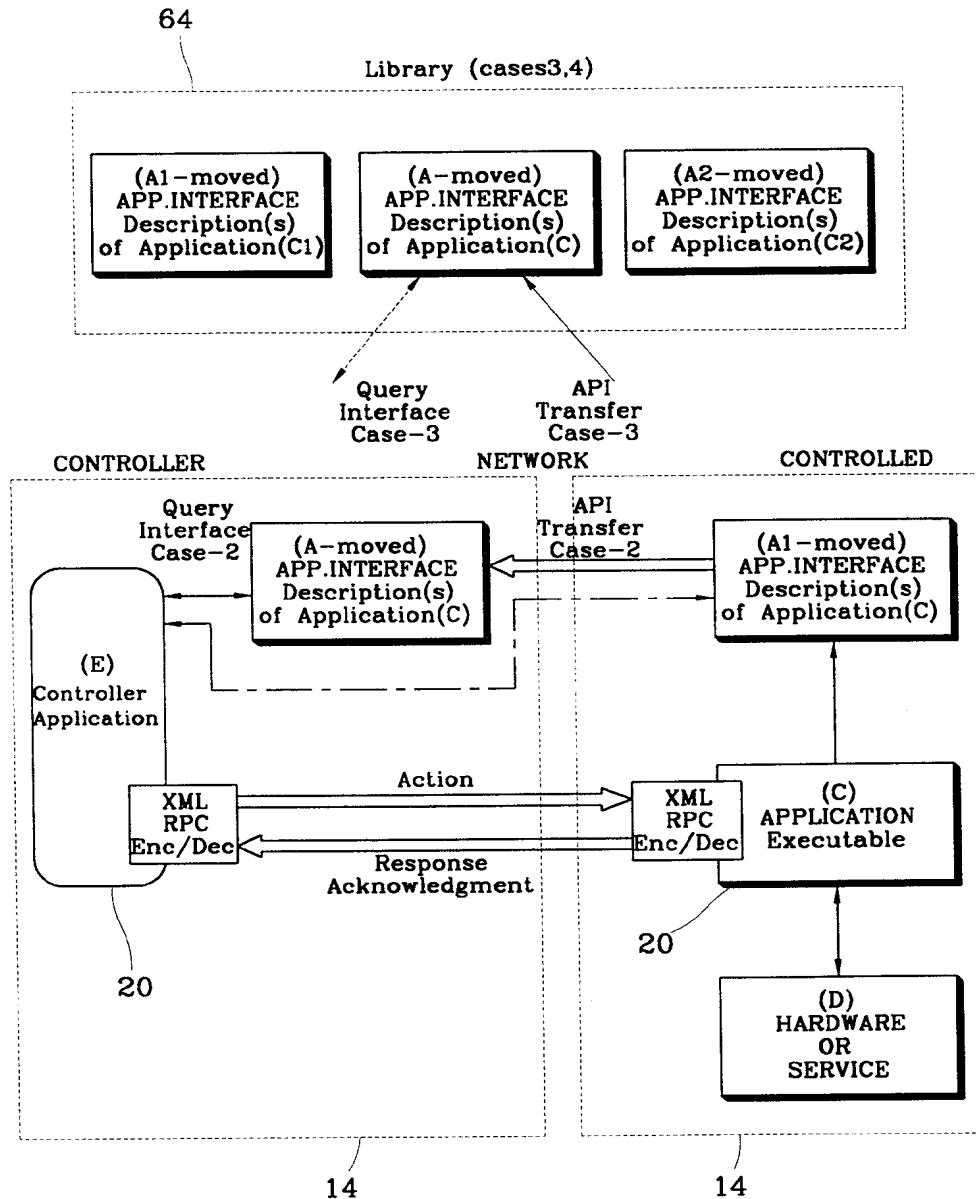 64
Library (cases3,4)
(A1-moved)
APP.INTERFACE
Description(s)
of Application(C1)
(A-moved)
APP.INTERFACE
Description(s)
of Application(C)
(A2-moved)
APP.INTERFACE
Description(s)
of Application(C2)
Query
Interface
Case-3
API
Transfer
Case-3
CONTROLLER
NETWORK
CONTROLLED
Query
Interface
Case-2
(A-moved)
APP.INTERFACE
Description(s)
of Application(C)
API
Transfer
Case-2
(A1-moved)
APP.INTERFACE
Description(s)
of Application(C)
(E)
Controller
Application
XML
RPC
Enc/Dec
Action
Response
Acknowledgment
XML
RPC
Enc/Dec
(C)
APPLICATION
Executable
20
20
(D)
HARDWARE
OR
SERVICE
14
14